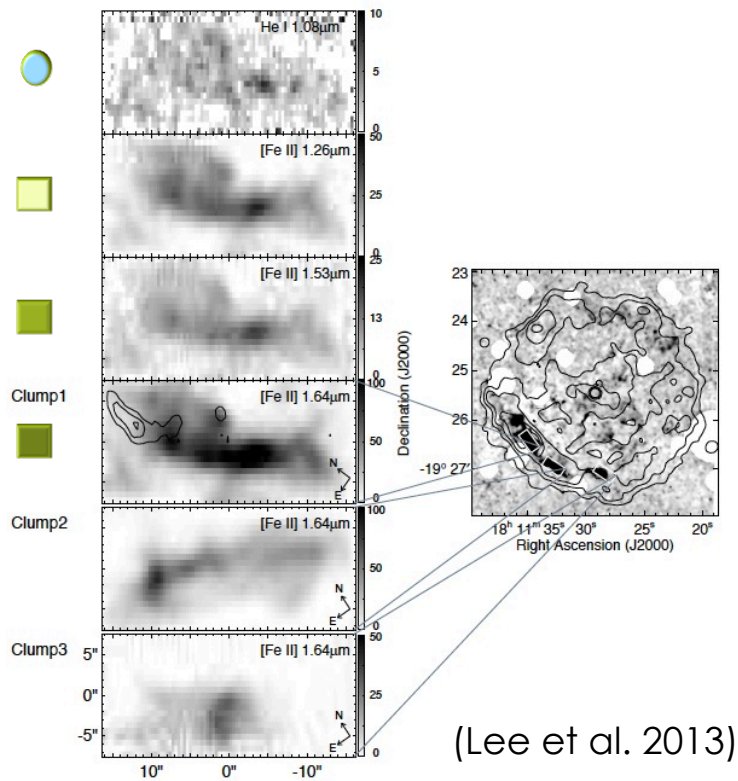 He I 1.08μm
10
5
0
[Fe II] 1.26μm
50
25
0
[Fe II] 1.53μm
25
13
0
Clump1
[Fe II] 1.64μm
100
50
0
N
E
Clump2
[Fe II] 1.64μm
100
50
0
N
E
Clump3
[Fe II] 1.64μm
50
25
0
N
E
5"
0"
-5"
10" 0" -10"
Declination (J2000)
23
24
25
26
-19° 27'
18ʰ 11ᵐ 35ˢ 30ˢ 25ˢ 20ˢ
Right Ascension (J2000)
(Lee et al. 2013)